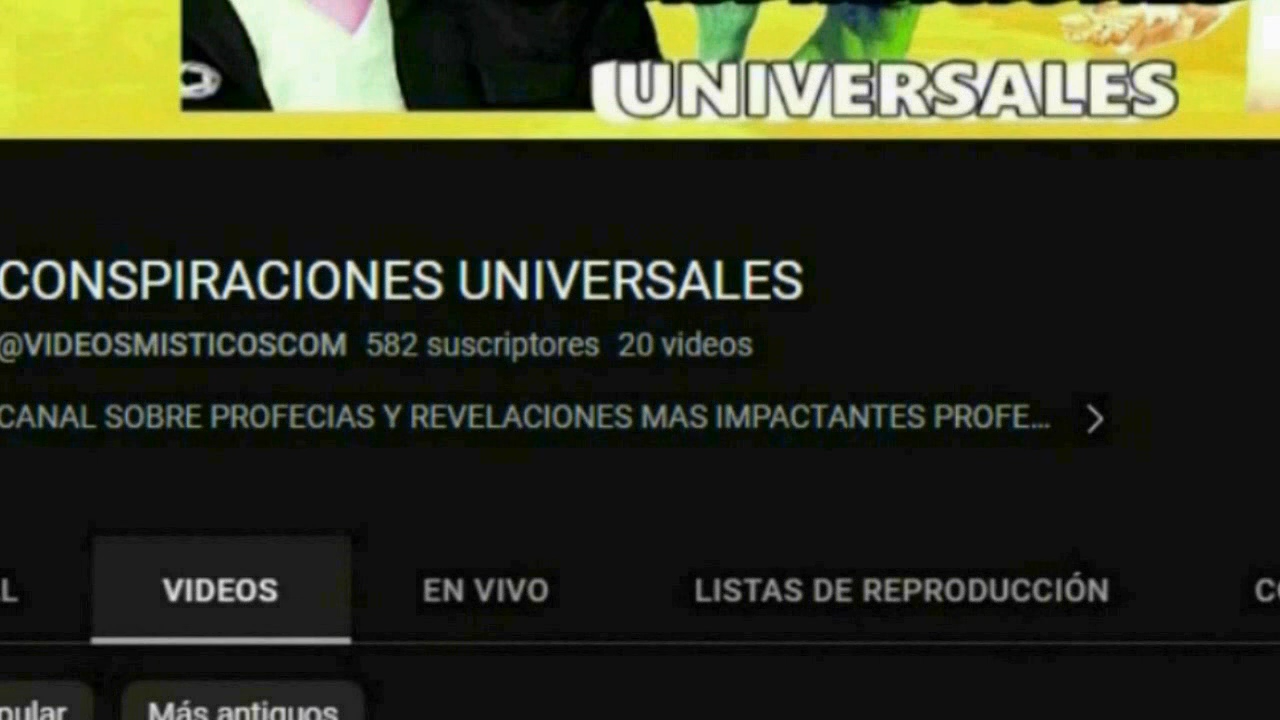 UNIVERSALES
CONSPIRACIONES UNIVERSALES
@VIDEOSMISTICOSCOM 582 suscriptores 20 videos
CANAL SOBRE PROFECIAS Y REVELACIONES MAS IMPACTANTES PROFE...
VIDEOS EN VIVO LISTAS DE REPRODUCCIÓN
Más antiguos